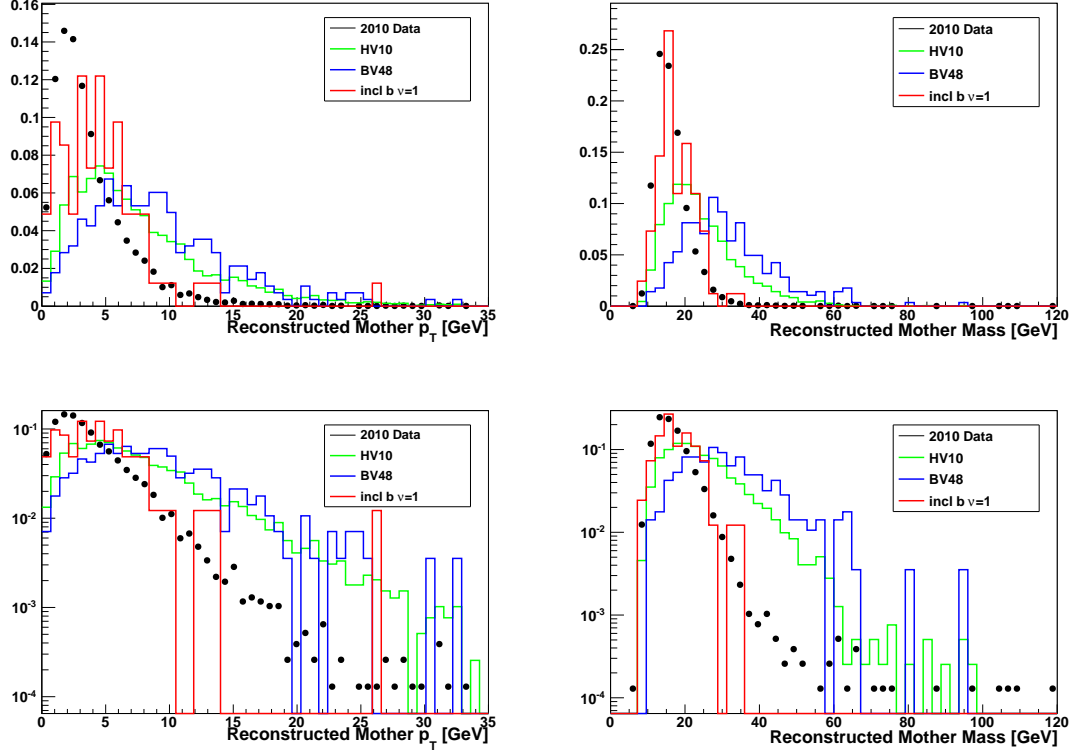 0.16
0.14
0.12
0.1
0.08
0.06
0.04
0.02
0
2010 Data
HV10
BV48
incl b ν=1
0 5 10 15 20 25 30 35
Reconstructed Mother p_T [GeV]
0.25
0.2
0.15
0.1
0.05
0
2010 Data
HV10
BV48
incl b ν=1
0 20 40 60 80 100 120
Reconstructed Mother Mass [GeV]
10^-1
10^-2
10^-3
10^-4
2010 Data
HV10
BV48
incl b ν=1
0 5 10 15 20 25 30 35
Reconstructed Mother p_T [GeV]
10^-1
10^-2
10^-3
10^-4
2010 Data
HV10
BV48
incl b ν=1
0 20 40 60 80 100 120
Reconstructed Mother Mass [GeV]